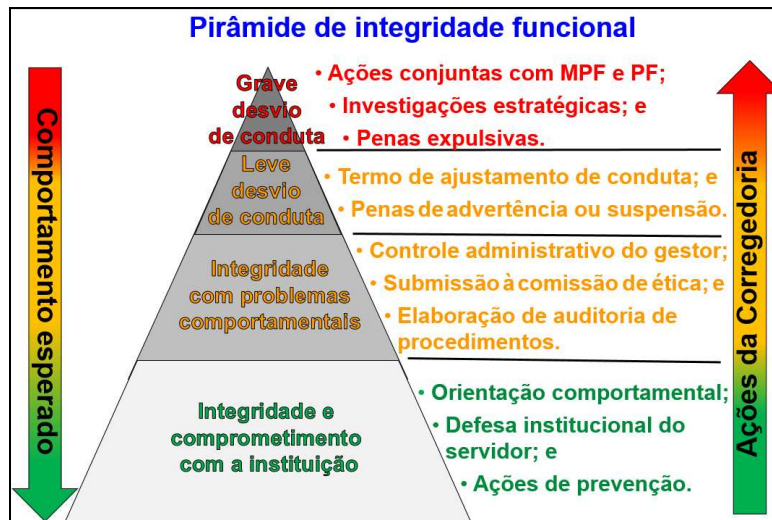 Pirâmide de integridade funcional
Comportamento esperado
Grave
desvio
de conduta
• Ações conjuntas com MPF e PF;
• Investigações estratégicas; e
• Penas expulsivas.
Leve
desvio
de conduta
• Termo de ajustamento de conduta; e
• Penas de advertência ou suspensão.
Integridade
com problemas
comportamentais
• Controle administrativo do gestor;
• Submissão à comissão de ética; e
• Elaboração de auditoria de
procedimentos.
Integridade e
comprometimento
com a instituição
• Orientação comportamental;
• Defesa institucional do
servidor; e
• Ações de prevenção.
Ações da Corregedoria